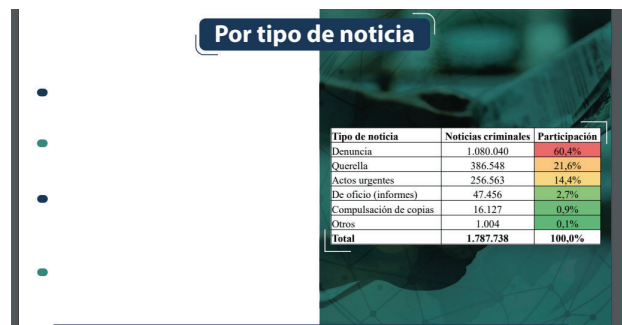 Por tipo de noticia
Tipo de noticia Noticias criminales Participación
Denuncia 1.080.040 60,4%
Querella 386.548 21,6%
Actos urgentes 256.563 14,4%
De oficio (informes) 47.456 2,7%
Compulsación de copias 16.127 0,9%
Otros 1.004 0,1%
Total 1.787.738 100,0%